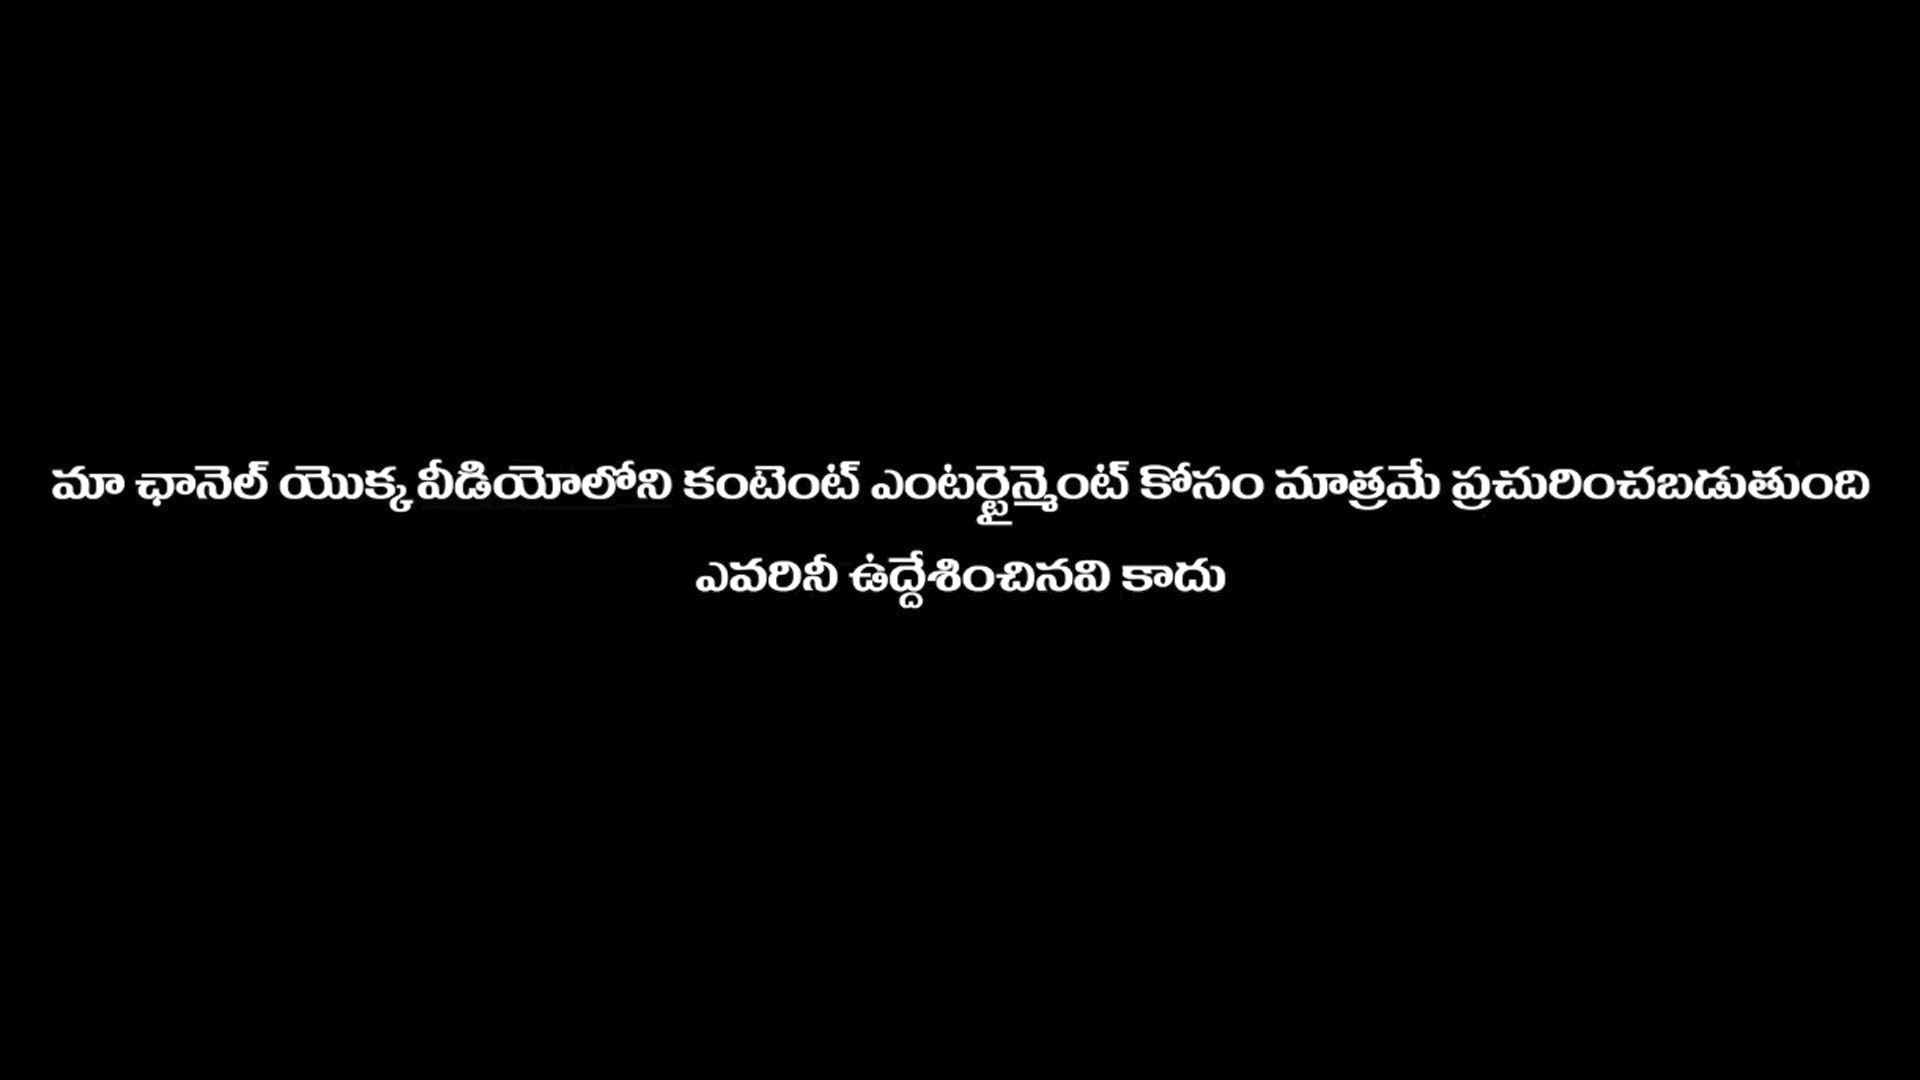 మా ఛానెల్ యొక్క వీడియోలోని కంటెంట్ ఎంటర్టైన్మెంట్ కోసం మాత్రమే ప్రచురించబడుతుంది
ఎవరినీ ఉద్దేశించినవి కాదు